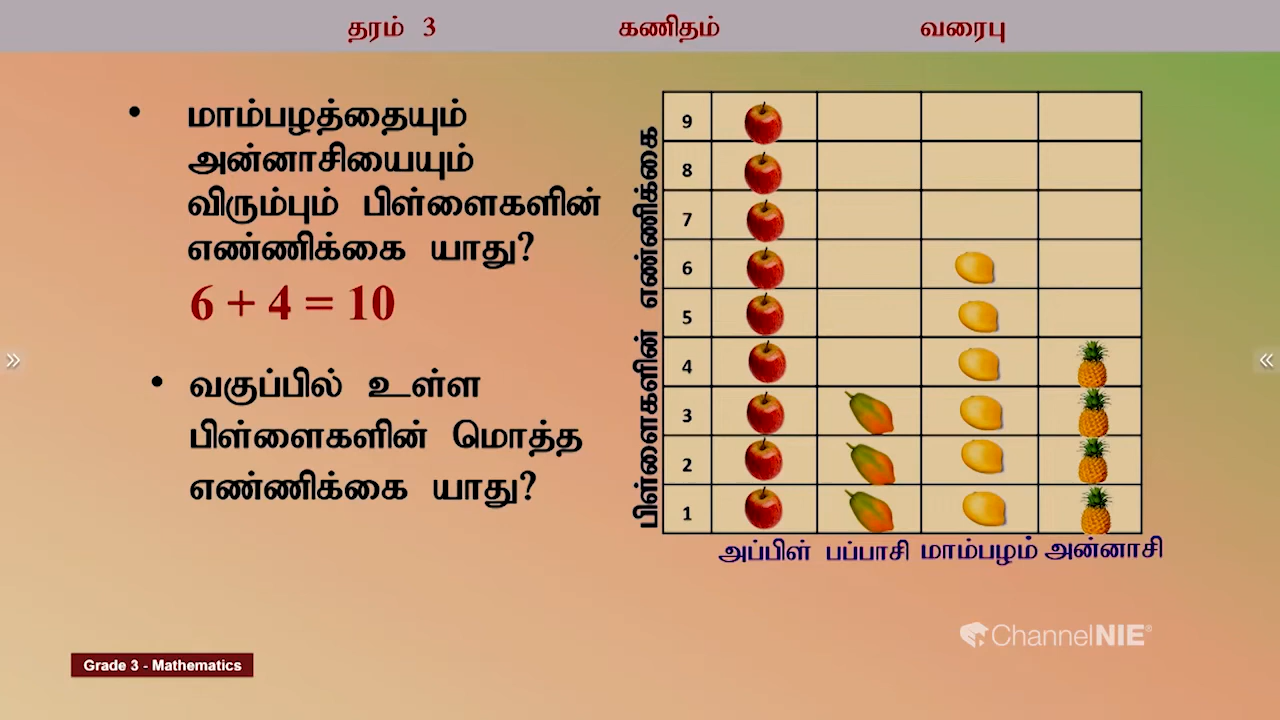 தரம் 3 கணிதம் வரைபு
• மாம்பழத்தையும்
அன்னாசியையும்
விரும்பும் பிள்ளைகளின்
எண்ணிக்கை யாது?
6 + 4 = 10
• வகுப்பில் உள்ள
பிள்ளைகளின் மொத்த
எண்ணிக்கை யாது?
பிள்ளைகளின் எண்ணிக்கை
9
8
7
6
5
4
3
2
1
அப்பிள் பப்பாசி மாம்பழம் அன்னாசி
ChannelNIE®
Grade 3 - Mathematics